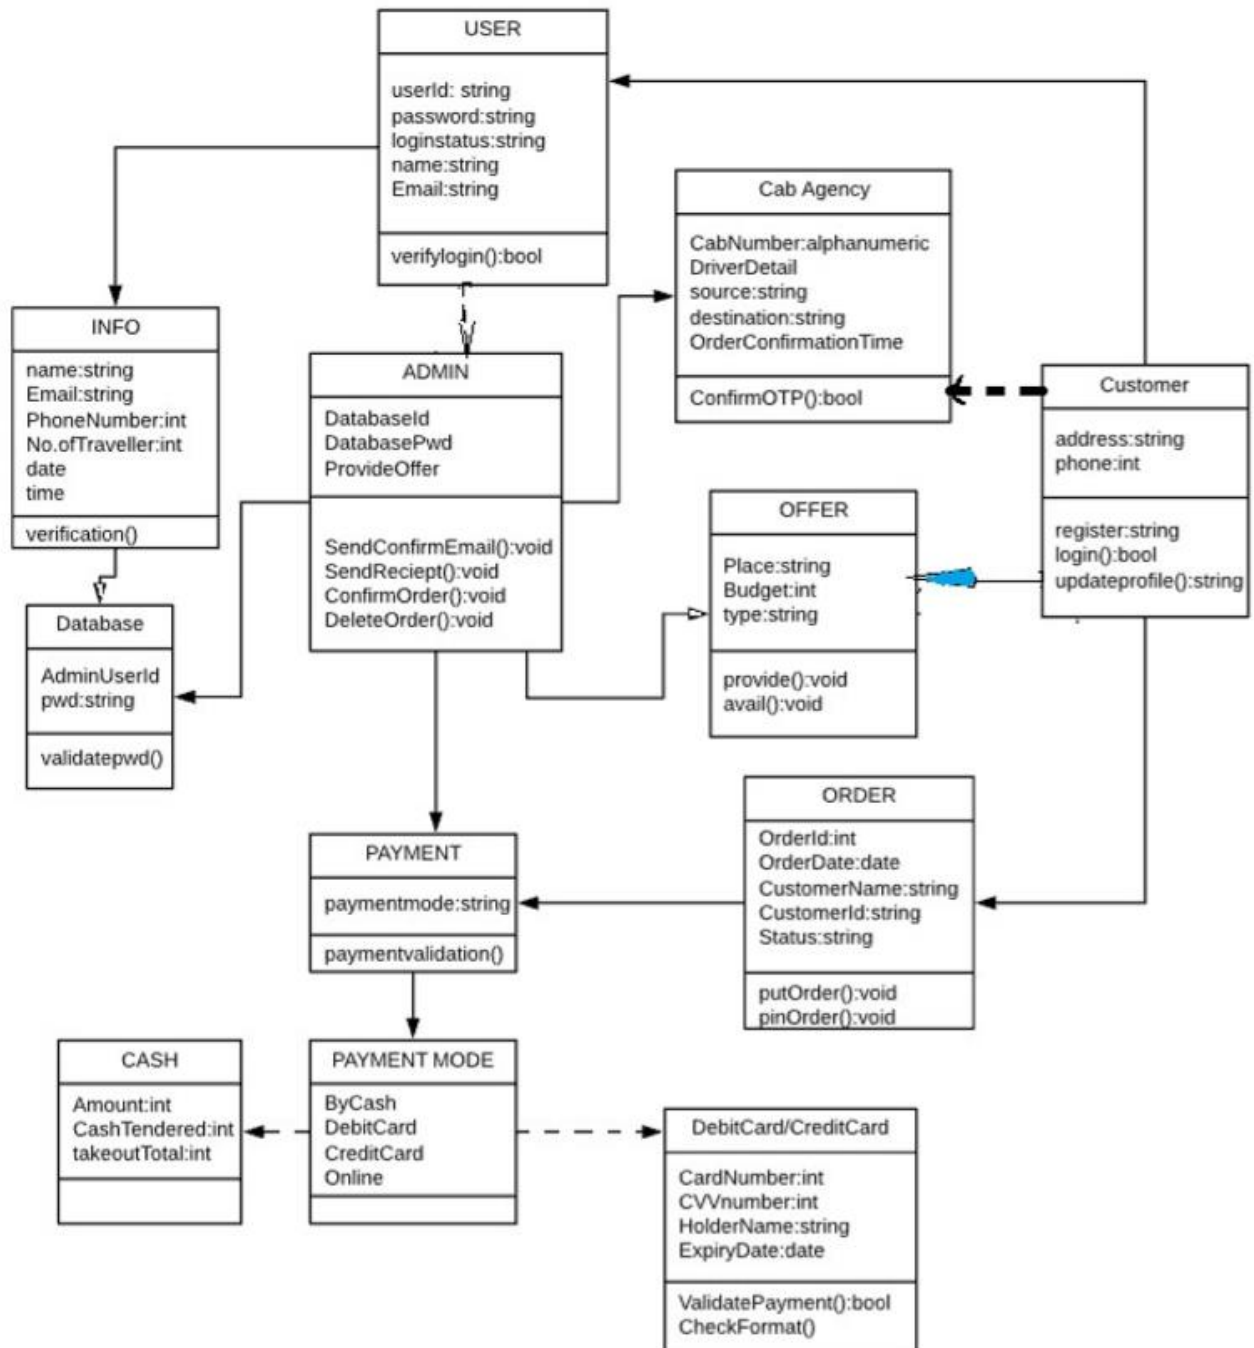 USER
userId: string
password:string
loginstatus:string
name:string
Email:string
verifylogin():bool
Cab Agency
CabNumber:alphanumeric
DriverDetail
source:string
destination:string
OrderConfirmationTime
ConfirmOTP():bool
INFO
name:string
Email:string
PhoneNumber:int
No.ofTraveller:int
date
time
verification()
ADMIN
DatabaseId
DatabasePwd
ProvideOffer
SendConfirmEmail():void
SendReciept():void
ConfirmOrder():void
DeleteOrder():void
Customer
address:string
phone:int
register:string
login():bool
updateprofile():string
OFFER
Place:string
Budget:int
type:string
provide():void
avail():void
Database
AdminUserId
pwd:string
validatepwd()
ORDER
OrderId:int
OrderDate:date
CustomerName:string
CustomerId:string
Status:string
putOrder():void
pinOrder():void
PAYMENT
paymentmode:string
paymentvalidation()
CASH
Amount:int
CashTendered:int
takeoutTotal:int
PAYMENT MODE
ByCash
DebitCard
CreditCard
Online
DebitCard/CreditCard
CardNumber:int
CVVnumber:int
HolderName:string
ExpiryDate:date
ValidatePayment():bool
CheckFormat()